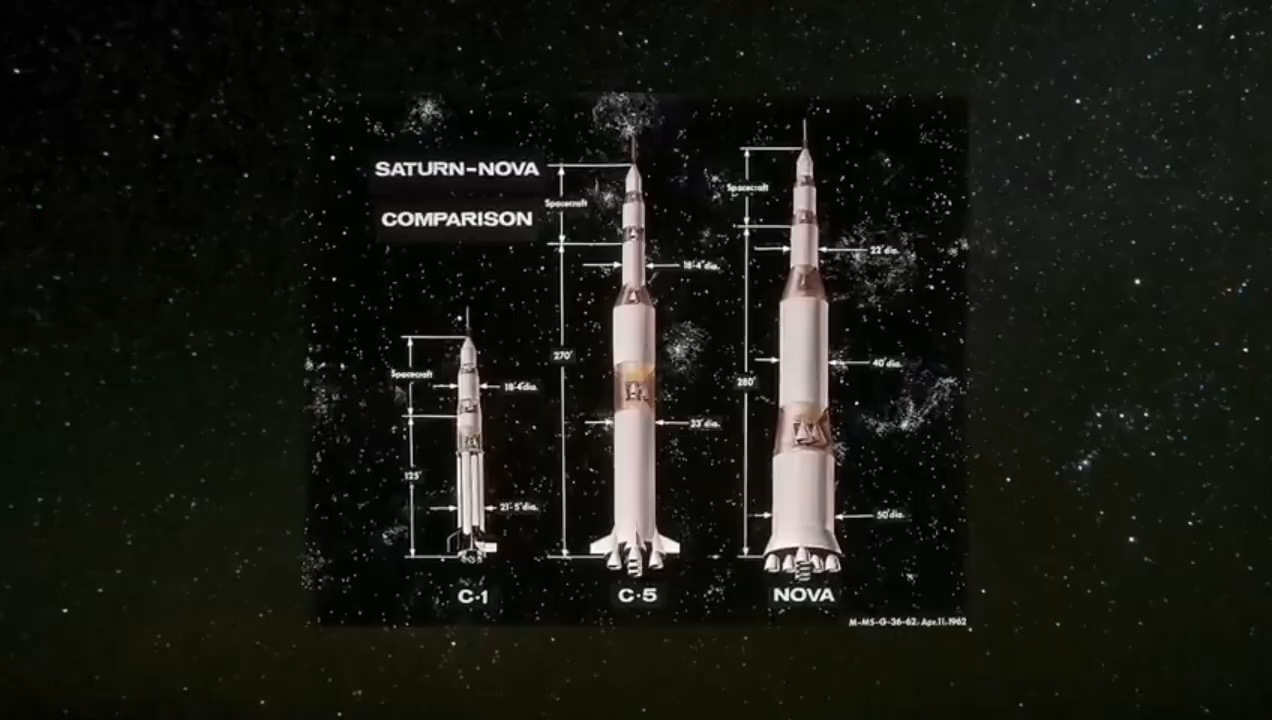 SATURN-NOVA
COMPARISON
Spacecraft
18'-4"dia.
21'-5"dia.
125'
C-1
Spacecraft
18'-4"dia.
270'
33'dia.
C-5
Spacecraft
22'dia.
40'dia.
280'
50'dia.
NOVA
M-MS-G-36-62, Apr.11,1962